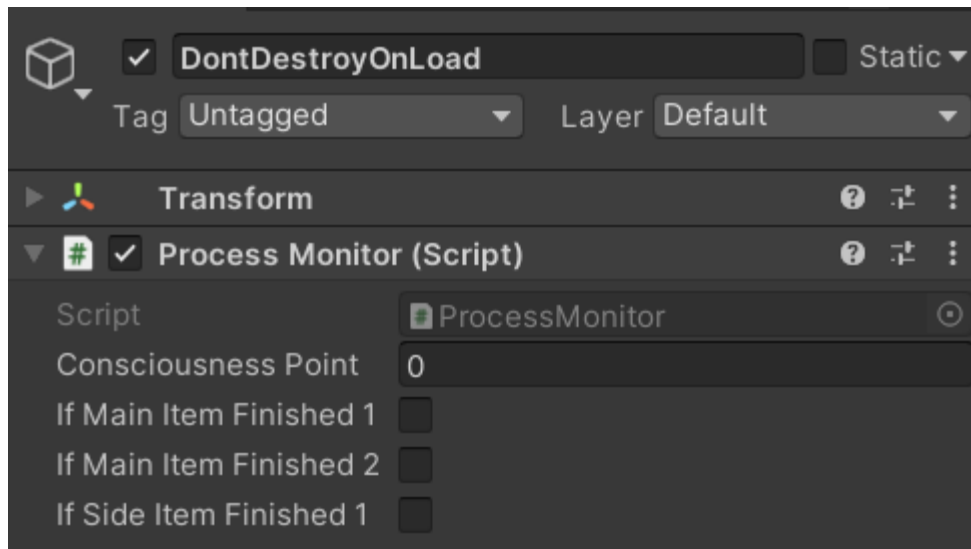 DontDestroyOnLoad Static
Tag Untagged Layer Default
Transform
# Process Monitor (Script)
Script # ProcessMonitor
Consciousness Point 0
If Main Item Finished 1
If Main Item Finished 2
If Side Item Finished 1